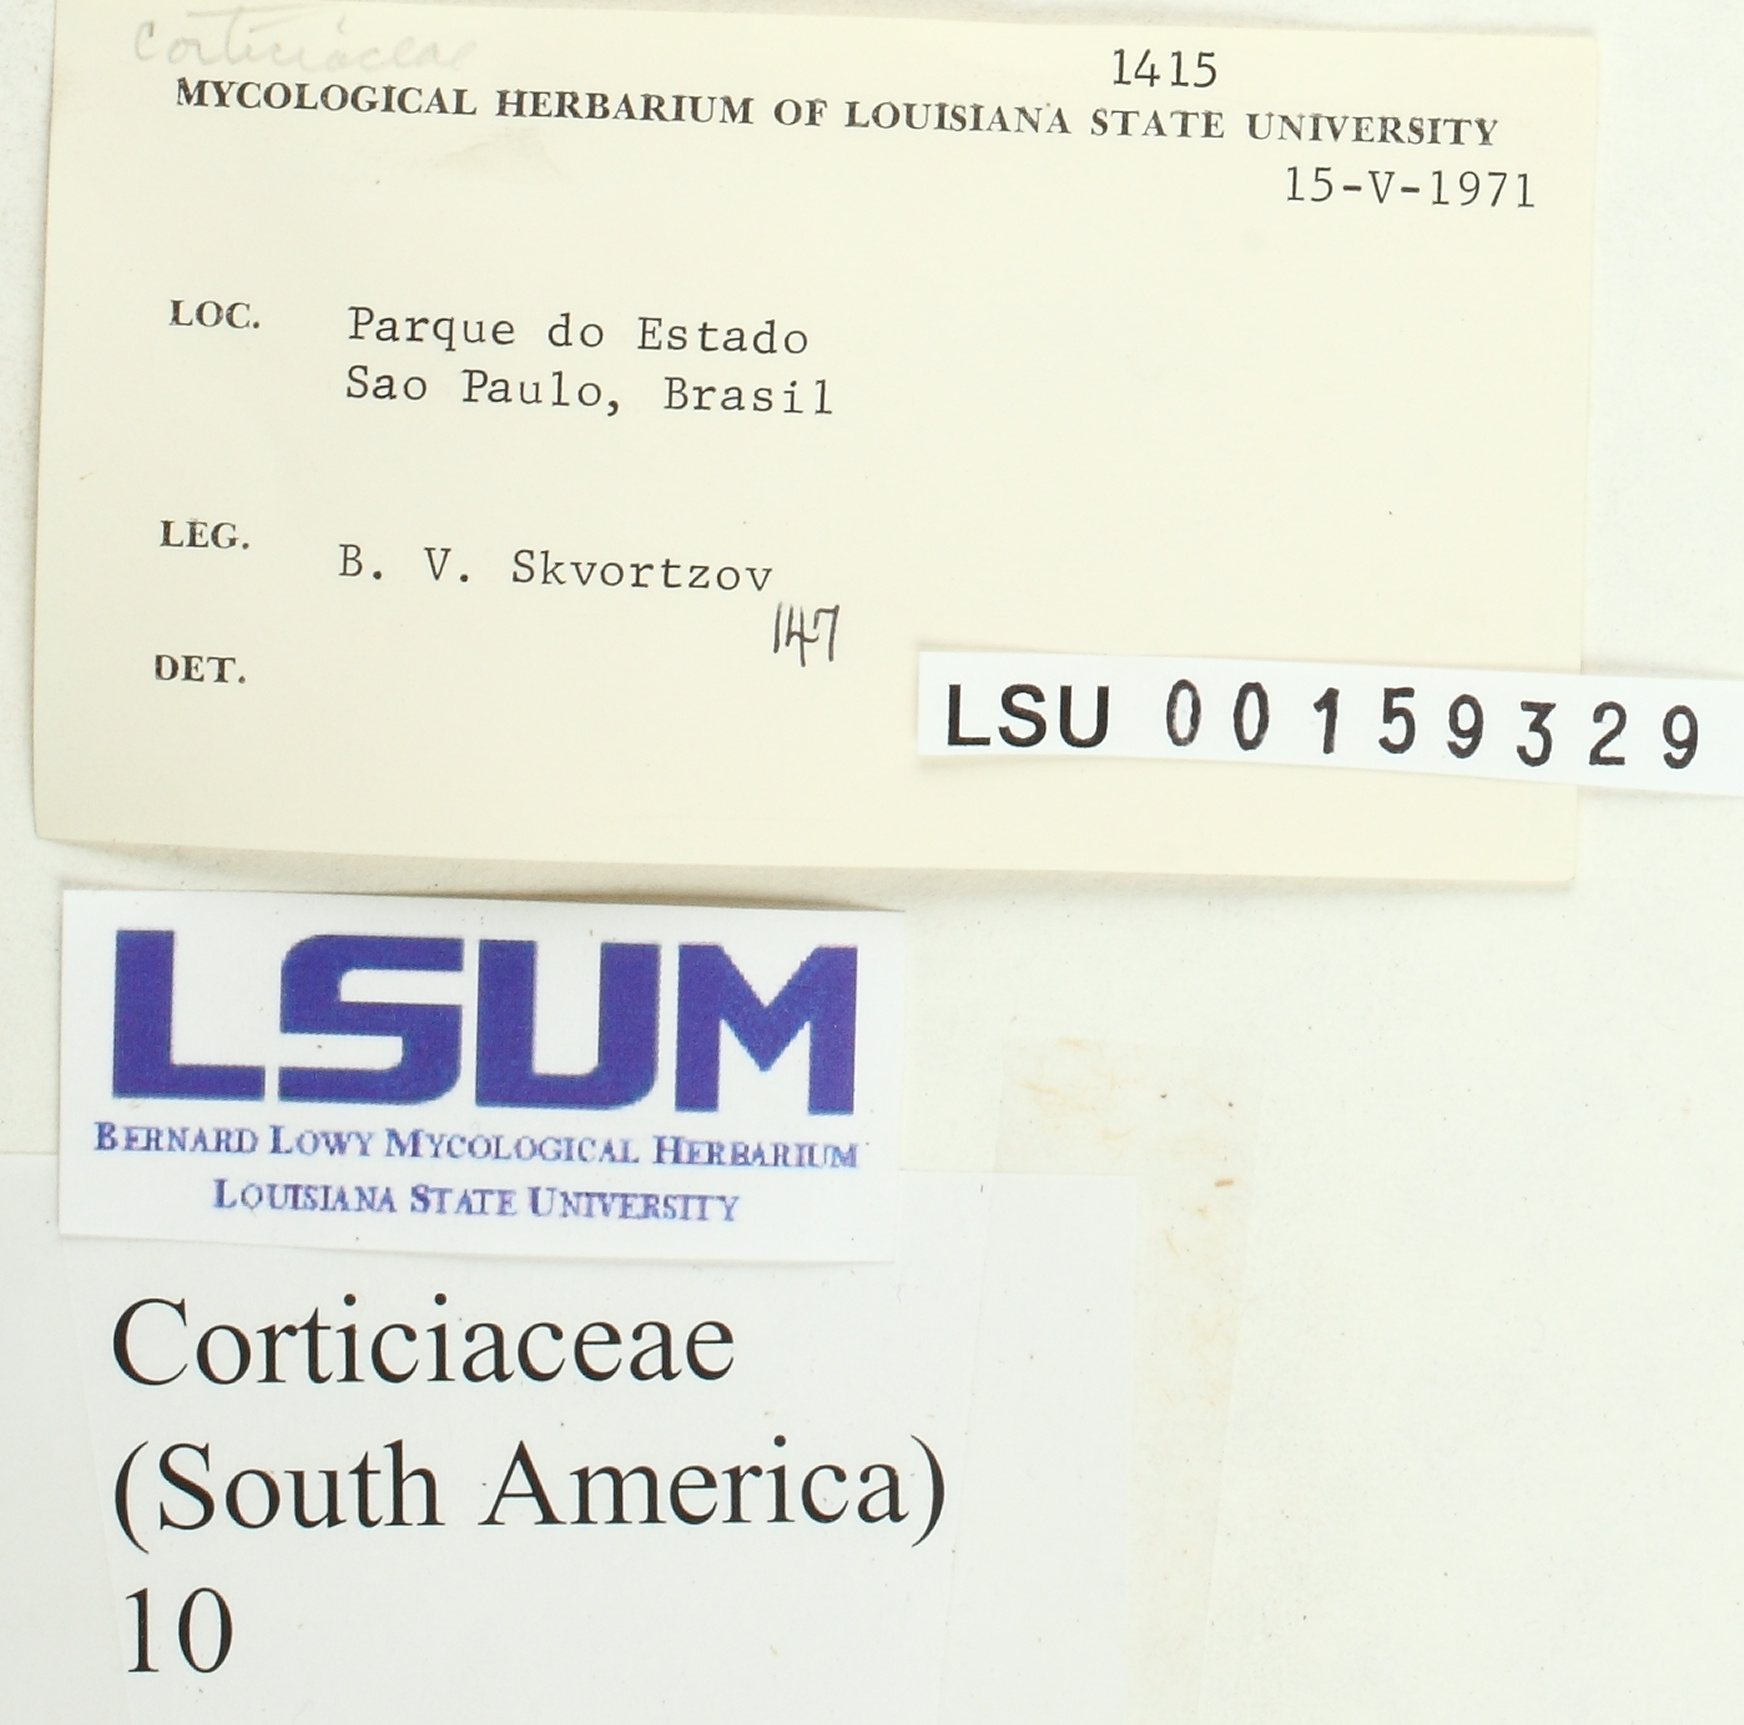 Corticiaceae
1415
MYCOLOGICAL HERBARIUM OF LOUISIANA STATE UNIVERSITY
15-V-1971
LOC. Parque do Estado
Sao Paulo, Brasil
LEG. B. V. Skvortzov
147
DET.
LSU 00159329
LSUM
BERNARD LOWY MYCOLOGICAL HERBARIUM
LOUISIANA STATE UNIVERSITY
Corticiaceae
(South America)
10